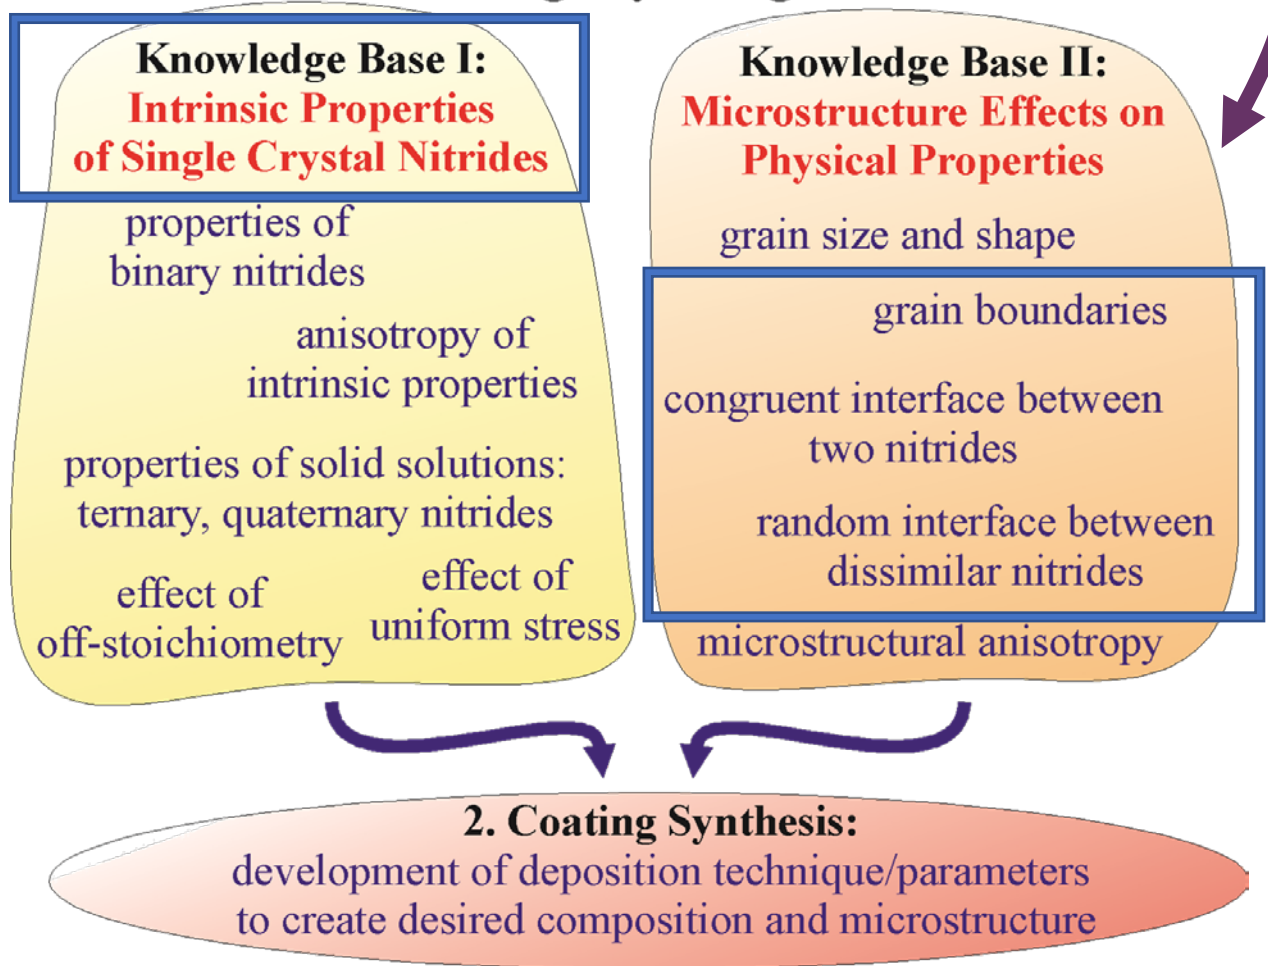 Knowledge Base I:
Intrinsic Properties
of Single Crystal Nitrides
properties of
binary nitrides
anisotropy of
intrinsic properties
properties of solid solutions:
ternary, quaternary nitrides
effect of
off-stoichiometry
effect of
uniform stress
Knowledge Base II:
Microstructure Effects on
Physical Properties
grain size and shape
grain boundaries
congruent interface between
two nitrides
random interface between
dissimilar nitrides
microstructural anisotropy
2. Coating Synthesis:
development of deposition technique/parameters
to create desired composition and microstructure